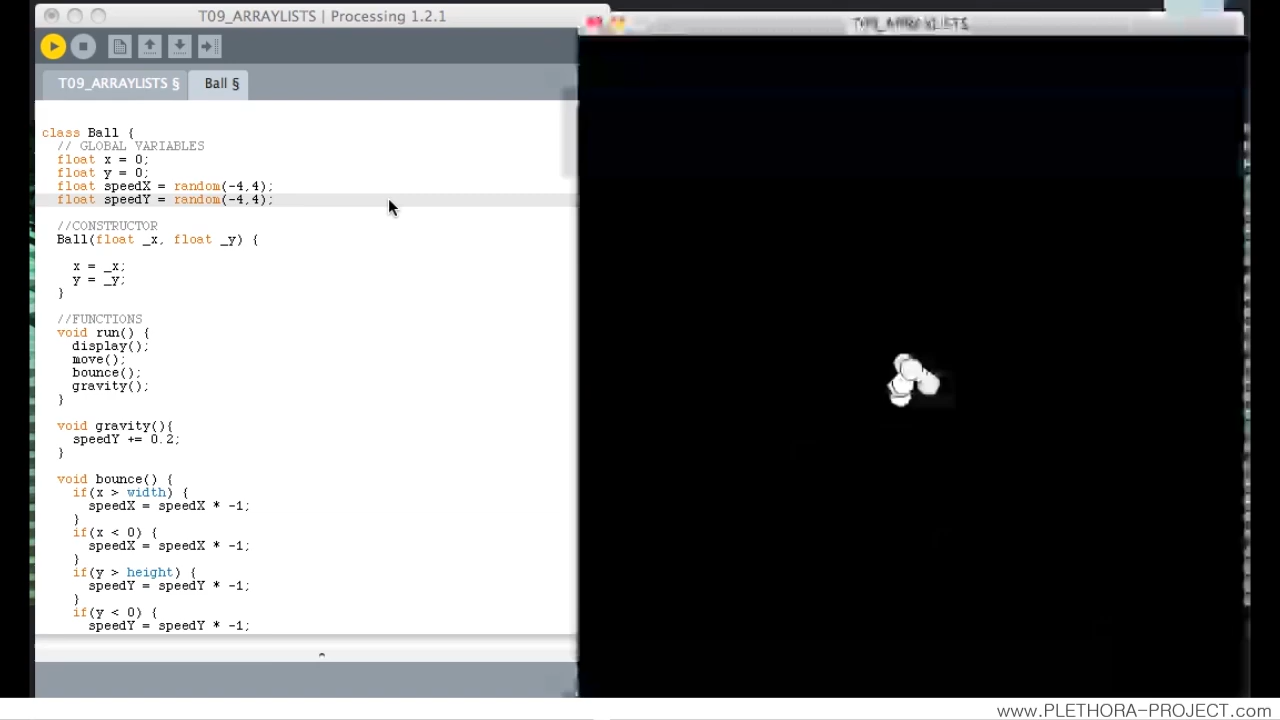 T09_ARRAYLISTS | Processing 1.2.1
T09_ARRAYLISTS
T09_ARRAYLISTS §
Ball §
class Ball {
// GLOBAL VARIABLES
float x = 0;
float y = 0;
float speedX = random(-4,4);
float speedY = random(-4,4);
//CONSTRUCTOR
Ball(float _x, float _y) {
x = _x;
y = _y;
}
//FUNCTIONS
void run() {
display();
move();
bounce();
gravity();
}
void gravity(){
speedY += 0.2;
}
void bounce() {
if(x > width) {
speedX = speedX * -1;
}
if(x < 0) {
speedX = speedX * -1;
}
if(y > height) {
speedY = speedY * -1;
}
if(y < 0) {
speedY = speedY * -1;
www.PLETHORA-PROJECT.com